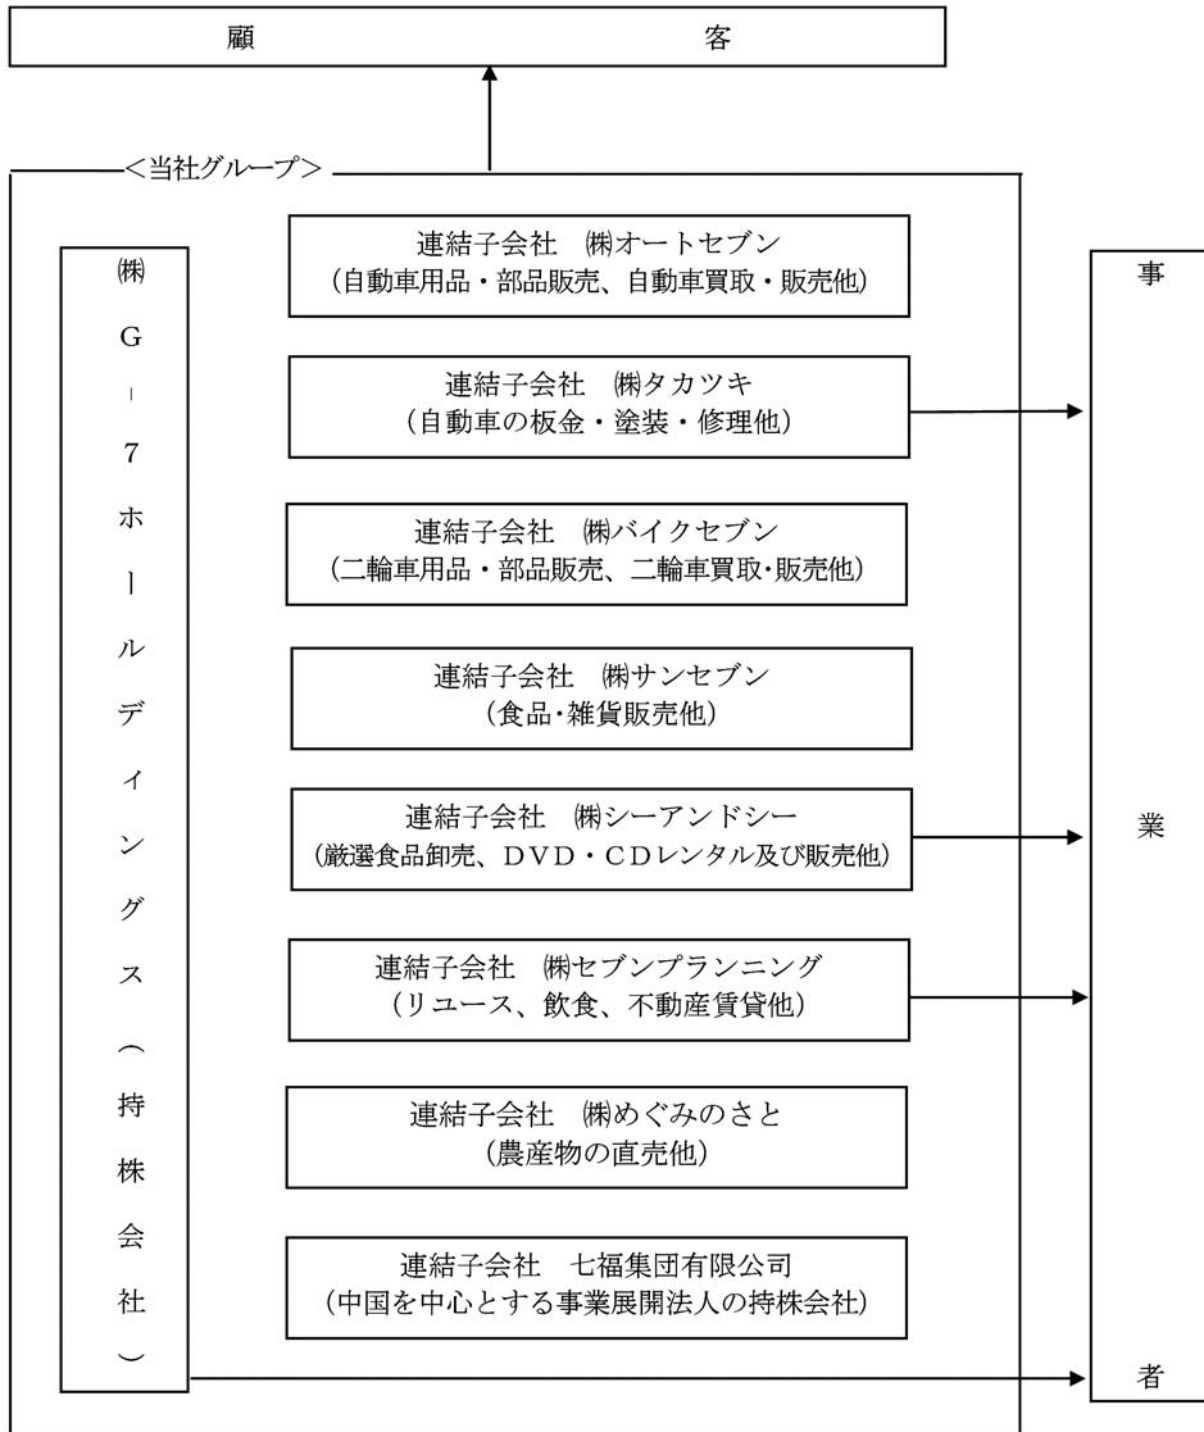 顧客
＜当社グループ＞
㈱G－7ホールディングス（持株会社）
連結子会社　㈱オートセブン
（自動車用品・部品販売、自動車買取・販売他）
連結子会社　㈱タカツキ
（自動車の板金・塗装・修理他）
連結子会社　㈱バイクセブン
（二輪車用品・部品販売、二輪車買取･販売他）
連結子会社　㈱サンセブン
（食品･雑貨販売他）
連結子会社　㈱シーアンドシー
（厳選食品卸売、ＤＶＤ・ＣＤレンタル及び販売他）
連結子会社　㈱セブンプランニング
（リユース、飲食、不動産賃貸他）
連結子会社　㈱めぐみのさと
（農産物の直売他）
連結子会社　七福集団有限公司
（中国を中心とする事業展開法人の持株会社）
事業者